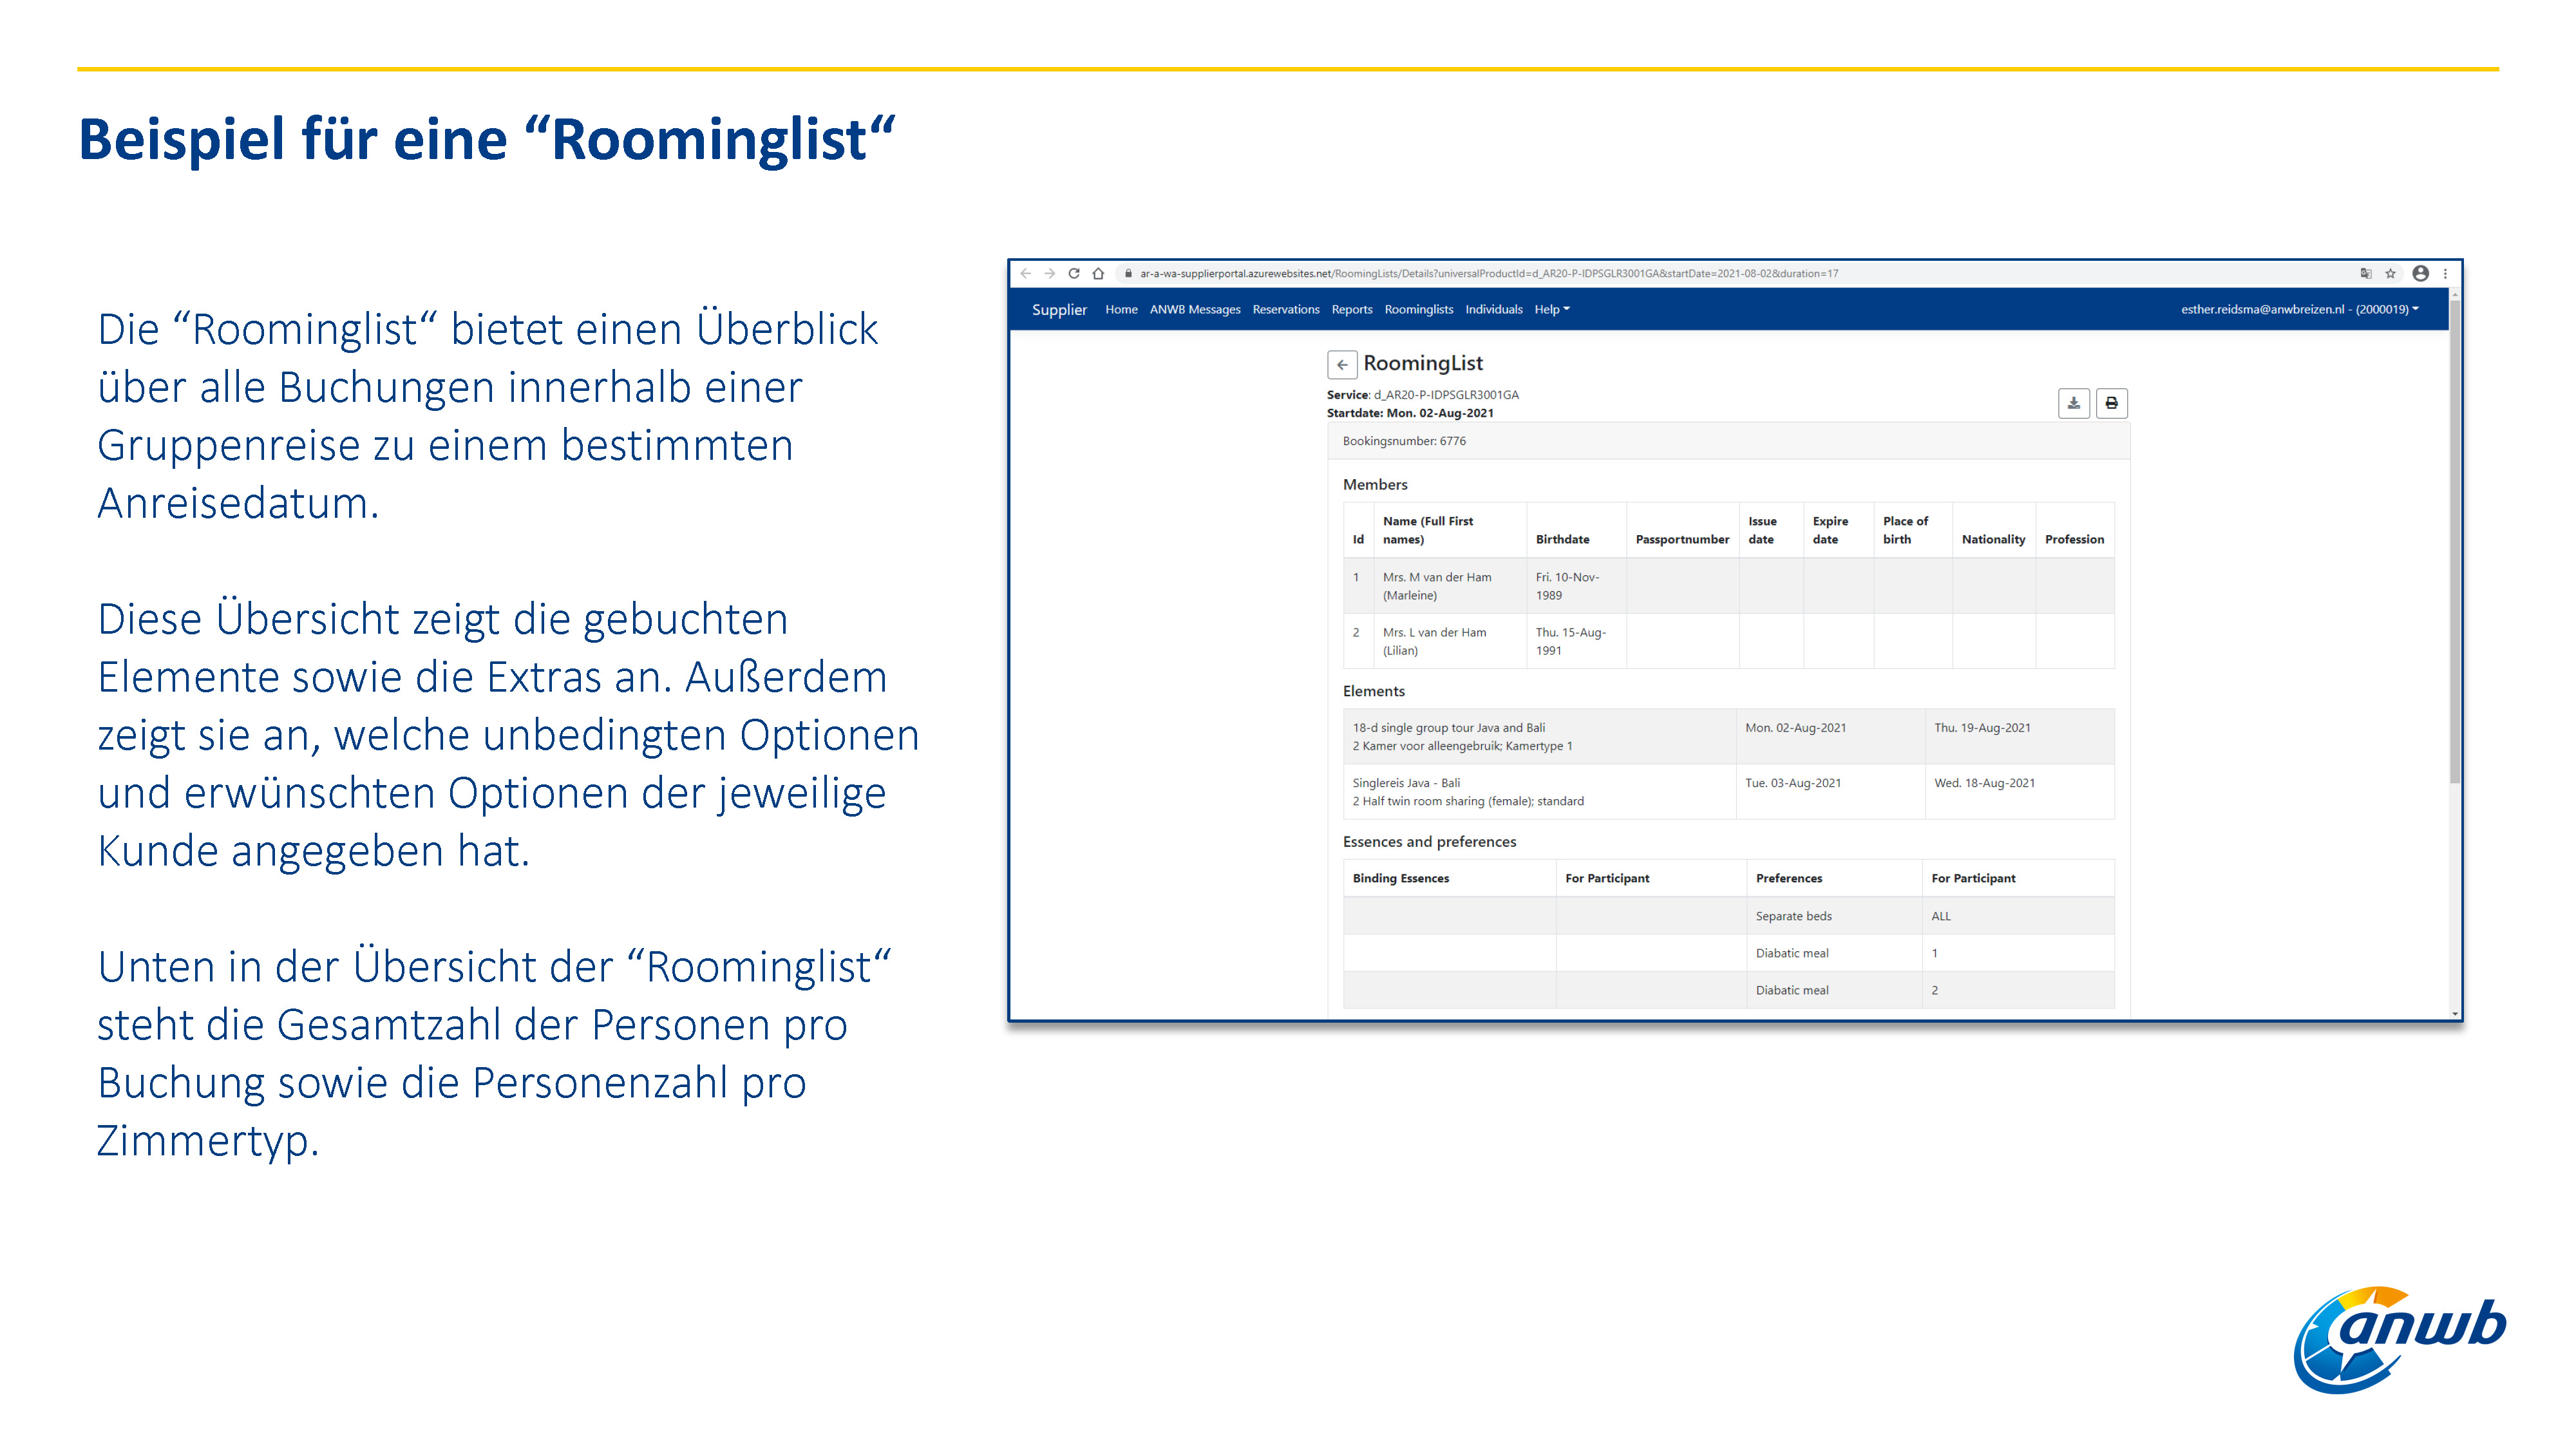 Beispiel für eine “Roominglist“
Die “Roominglist“ bietet einen Überblick
über alle Buchungen innerhalb einer
Gruppenreise zu einem bestimmten
Anreisedatum.
Diese Übersicht zeigt die gebuchten
Elemente sowie die Extras an. Außerdem
zeigt sie an, welche unbedingten Optionen
und erwünschten Optionen der jeweilige
Kunde angegeben hat.
Unten in der Übersicht der “Roominglist“
steht die Gesamtzahl der Personen pro
Buchung sowie die Personenzahl pro
Zimmertyp.
ar-a-wa-supplierportal.azurewebsites.net/RoomingLists/Details?universalProductId=d_AR20-P-IDPSGLR3001GA&startDate=2021-08-02&duration=17
Supplier Home ANWB Messages Reservations Reports Roominglists Individuals Help esther.reidsma@anwbreizen.nl - (2000019)
RoomingList
Service: d_AR20-P-IDPSGLR3001GA
Startdate: Mon. 02-Aug-2021
Bookingsnumber: 6776
Members
Id Name (Full First names) Birthdate Passportnumber Issue date Expire date Place of birth Nationality Profession
1 Mrs. M van der Ham (Marleine) Fri. 10-Nov-1989
2 Mrs. L van der Ham (Lilian) Thu. 15-Aug-1991
Elements
18-d single group tour Java and Bali Mon. 02-Aug-2021 Thu. 19-Aug-2021
2 Kamer voor alleengebruik; Kamertype 1
Singlereis Java - Bali Tue. 03-Aug-2021 Wed. 18-Aug-2021
2 Half twin room sharing (female); standard
Essences and preferences
Binding Essences For Participant Preferences For Participant
Separate beds ALL
Diabatic meal 1
Diabatic meal 2
anwb